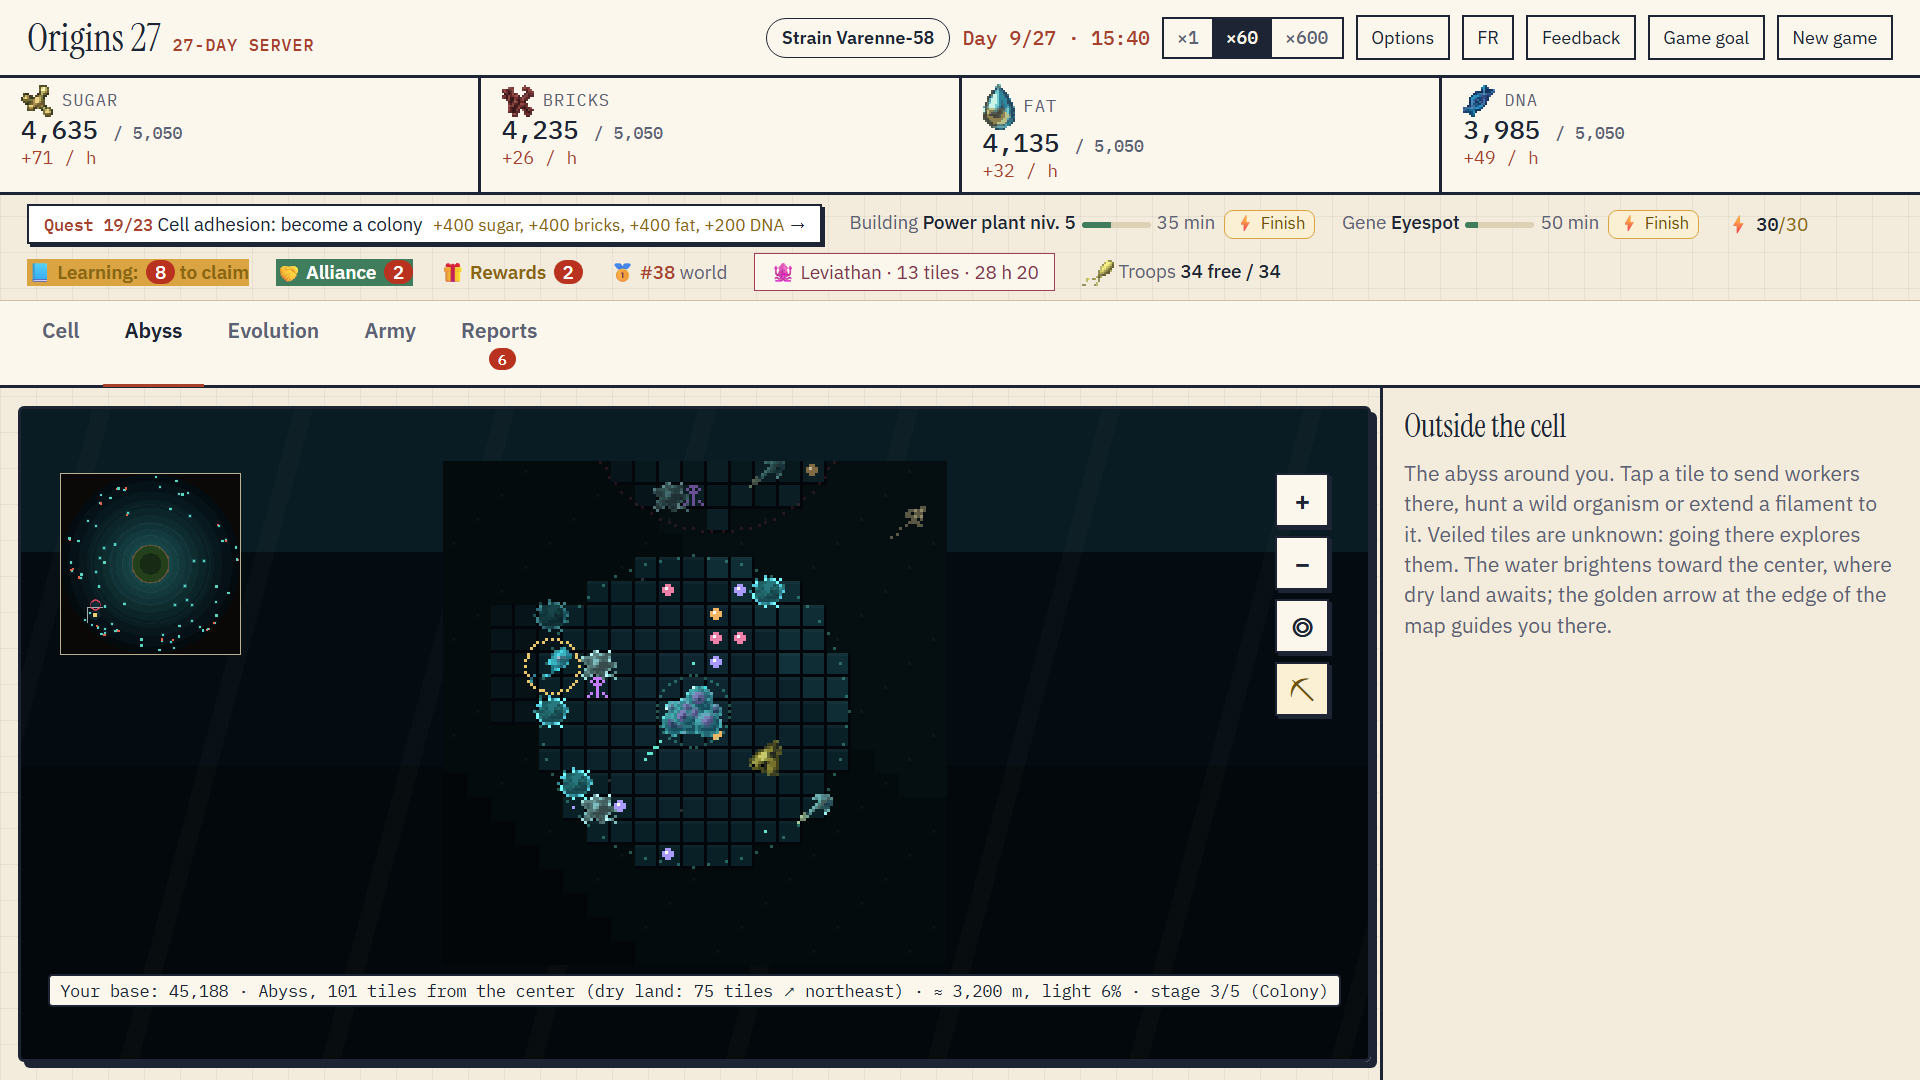 Origins 27 27-DAY SERVER
Strain Varenne-58 Day 9/27 · 15:40 ×1 ×60 ×600 Options FR Feedback Game goal New game
SUGAR
4,635 / 5,050
+71 / h
BRICKS
4,235 / 5,050
+26 / h
FAT
4,135 / 5,050
+32 / h
DNA
3,985 / 5,050
+49 / h
Quest 19/23 Cell adhesion: become a colony +400 sugar, +400 bricks, +400 fat, +200 DNA →
Building Power plant niv. 5 35 min Finish
Gene Eyespot 50 min Finish
30/30
Learning: 8 to claim
Alliance 2
Rewards 2
#38 world
Leviathan · 13 tiles · 28 h 20
Troops 34 free / 34
Cell
Abyss
Evolution
Army
Reports
6
+
−
Your base: 45,188 · Abyss, 101 tiles from the center (dry land: 75 tiles ↗ northeast) · ≈ 3,200 m, light 6% · stage 3/5 (Colony)
Outside the cell
The abyss around you. Tap a tile to send workers
there, hunt a wild organism or extend a filament to
it. Veiled tiles are unknown: going there explores
them. The water brightens toward the center, where
dry land awaits; the golden arrow at the edge of the
map guides you there.